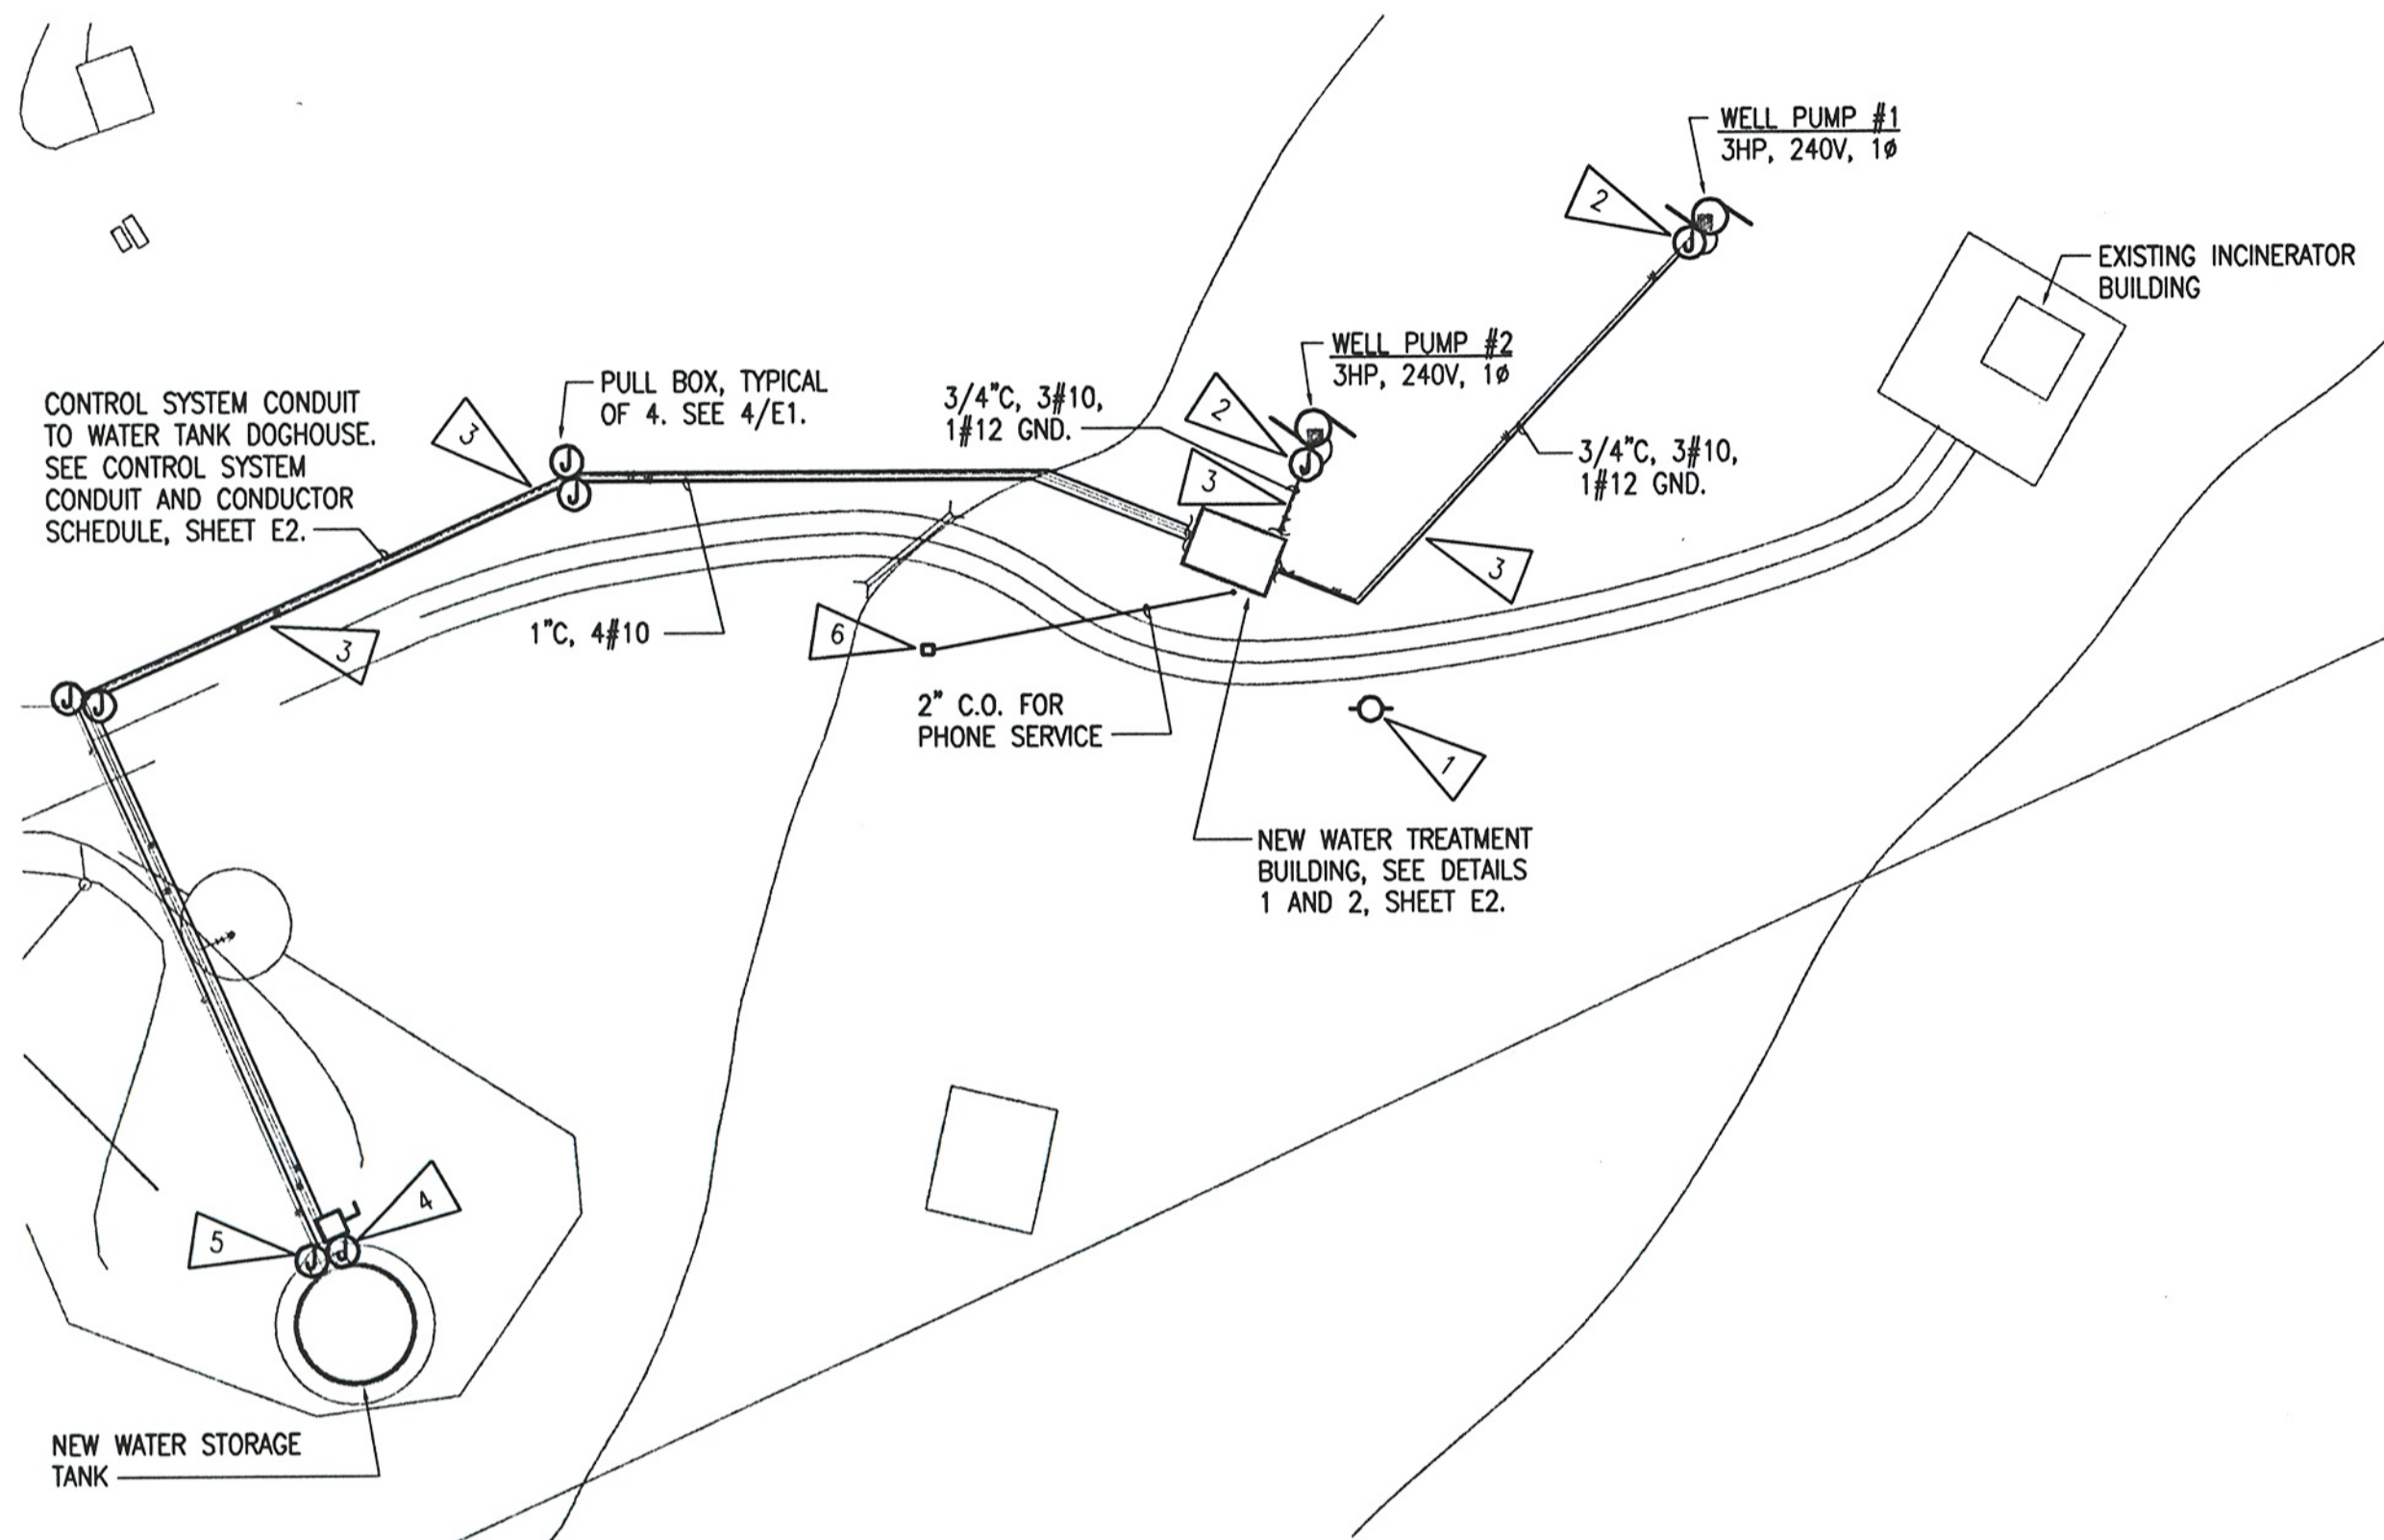 WELL PUMP #1
3HP, 240V, 1ø
2
EXISTING INCINERATOR
BUILDING
WELL PUMP #2
3HP, 240V, 1ø
2
3/4"C, 3#10,
1#12 GND.
3
3/4"C, 3#10,
1#12 GND.
3
PULL BOX, TYPICAL
OF 4. SEE 4/E1.
3
CONTROL SYSTEM CONDUIT
TO WATER TANK DOGHOUSE.
SEE CONTROL SYSTEM
CONDUIT AND CONDUCTOR
SCHEDULE, SHEET E2.
J
J
J
J
J
J
3
1"C, 4#10
6
2" C.O. FOR
PHONE SERVICE
1
NEW WATER TREATMENT
BUILDING, SEE DETAILS
1 AND 2, SHEET E2.
4
5
J
J
NEW WATER STORAGE
TANK